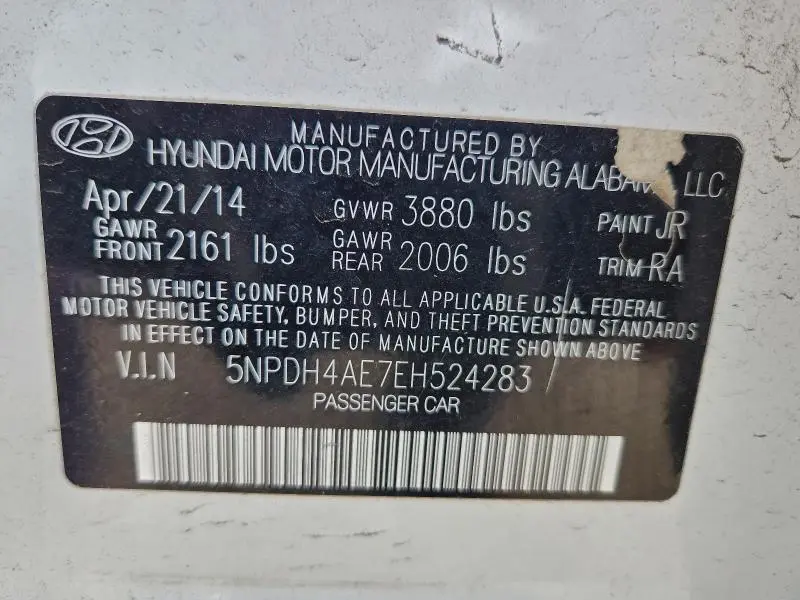 MANUFACTURED BY
HYUNDAI MOTOR MANUFACTURING ALABAMA, LLC
Apr/21/14 GVWR 3880 lbs PAINT JR
GAWR FRONT 2161 lbs GAWR REAR 2006 lbs TRIM RA
THIS VEHICLE CONFORMS TO ALL APPLICABLE U.S.A. FEDERAL
MOTOR VEHICLE SAFETY, BUMPER, AND THEFT PREVENTION STANDARDS
IN EFFECT ON THE DATE OF MANUFACTURE SHOWN ABOVE
V.I.N 5NPDH4AE7EH524283
PASSENGER CAR